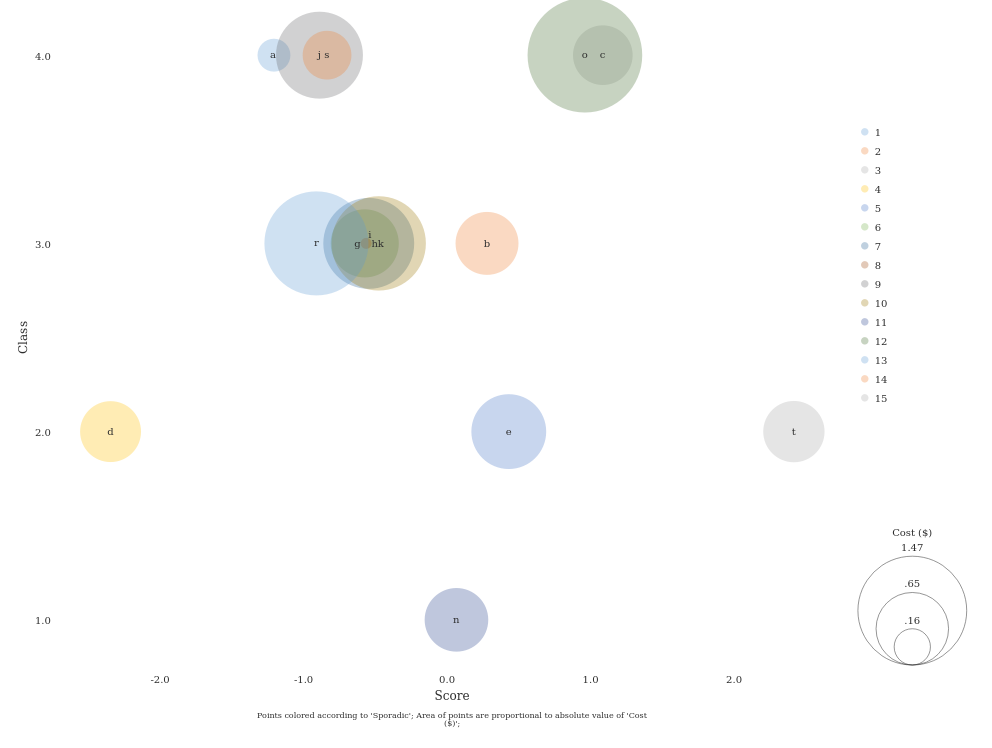 4.0
a
j s
o c
1
2
3
4
5
6
7
8
9
10
11
12
13
14
15
3.0
r
g
i
hk
b
Class
2.0
d
e
t
Cost ($)
1.47
.65
.16
1.0
n
-2.0 -1.0 0.0 1.0 2.0
Score
Points colored according to 'Sporadic'; Area of points are proportional to absolute value of 'Cost
($)';